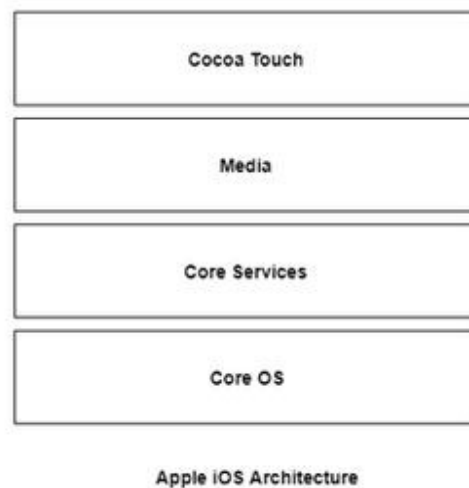 Cocoa Touch
Media
Core Services
Core OS
Apple iOS Architecture